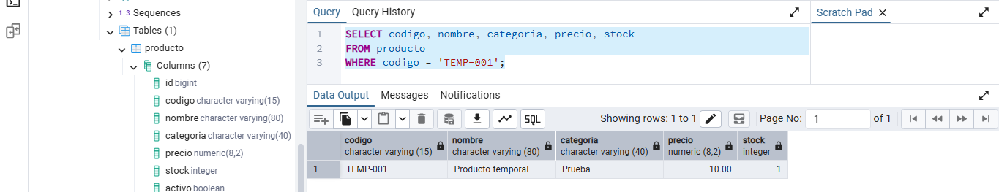 Sequences
Tables (1)
producto
Columns (7)
id bigint
codigo character varying(15)
nombre character varying(80)
categoria character varying(40)
precio numeric(8,2)
stock integer
activo boolean
Query Query History
Scratch Pad
1 SELECT codigo, nombre, categoria, precio, stock
2 FROM producto
3 WHERE codigo = 'TEMP-001';
Data Output Messages Notifications
SQL Showing rows: 1 to 1 Page No: 1 of 1
codigo nombre categoria precio stock
character varying (15) character varying (80) character varying (40) numeric (8,2) integer
1 TEMP-001 Producto temporal Prueba 10.00 1